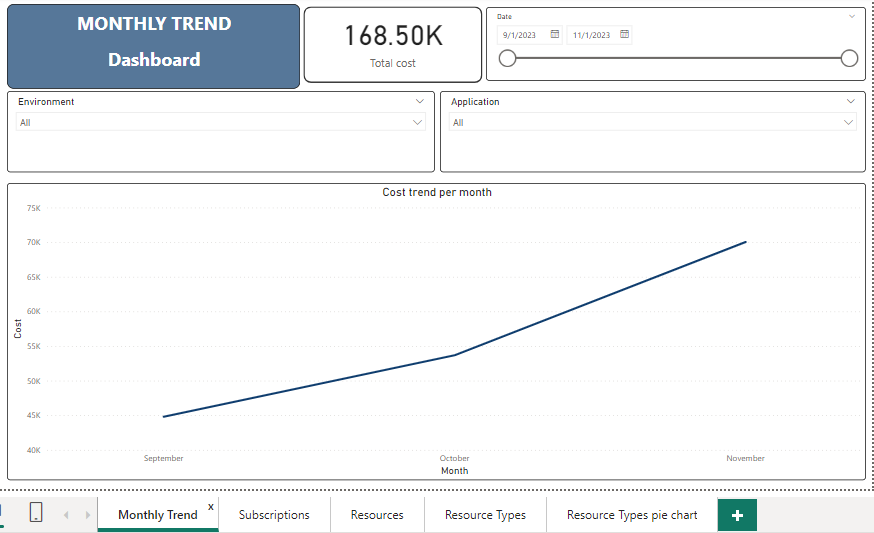 MONTHLY TREND
Dashboard
168.50K
Total cost
Date
9/1/2023
11/1/2023
Environment
All
Application
All
Cost trend per month
75K
70K
65K
60K
55K
50K
45K
40K
Cost
September
October
November
Month
Monthly Trend
x
Subscriptions
Resources
Resource Types
Resource Types pie chart
+